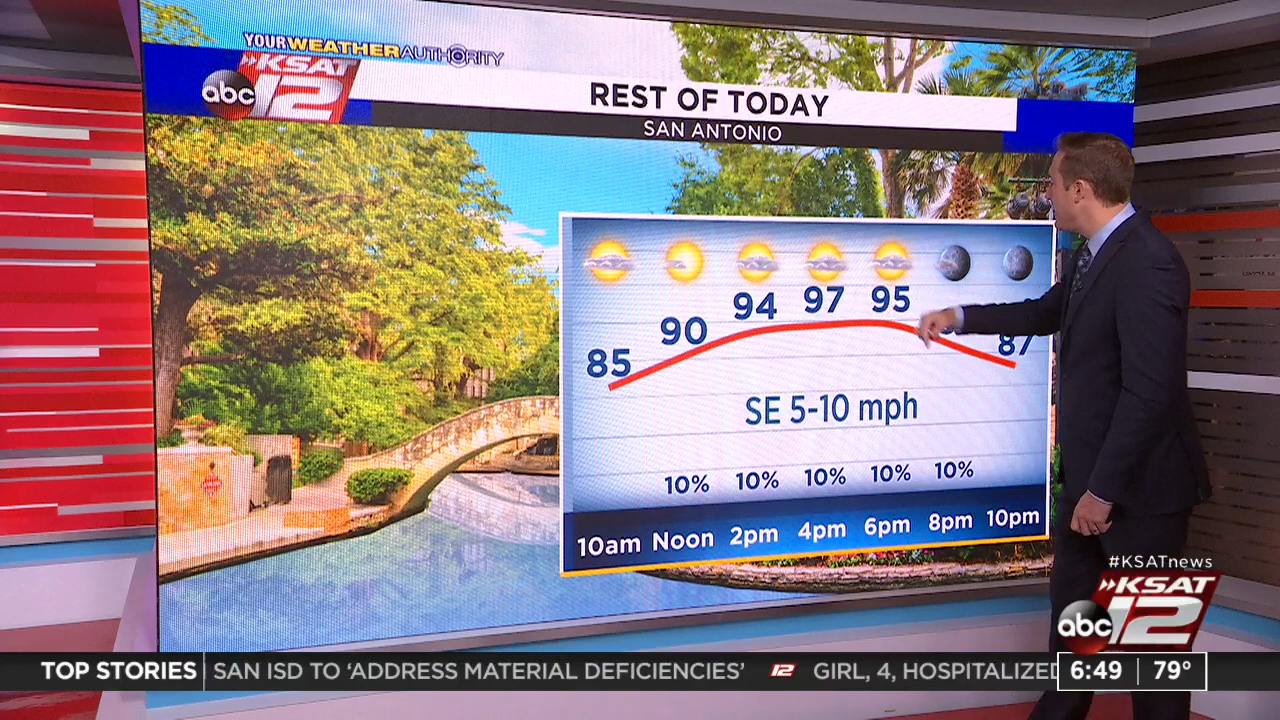 YOUR WEATHER AUTHORITY
KSAT
abc 12
REST OF TODAY
SAN ANTONIO
85 90 94 97 95 87
SE 5-10 mph
10% 10% 10% 10% 10%
10am Noon 2pm 4pm 6pm 8pm 10pm
#KSATnews
KSAT
abc 12
TOP STORIES SAN ISD TO 'ADDRESS MATERIAL DEFICIENCIES' 12 GIRL, 4, HOSPITALIZED
6:49 79°